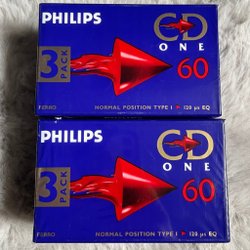 PHILIPS
CD
ONE
3 PACK
60
FERRO
NORMAL POSITION TYPE I ▶ 120 µs EQ
PHILIPS
CD
ONE
3 PACK
60
FERRO
NORMAL POSITION TYPE I ▶ 120 µs EQ